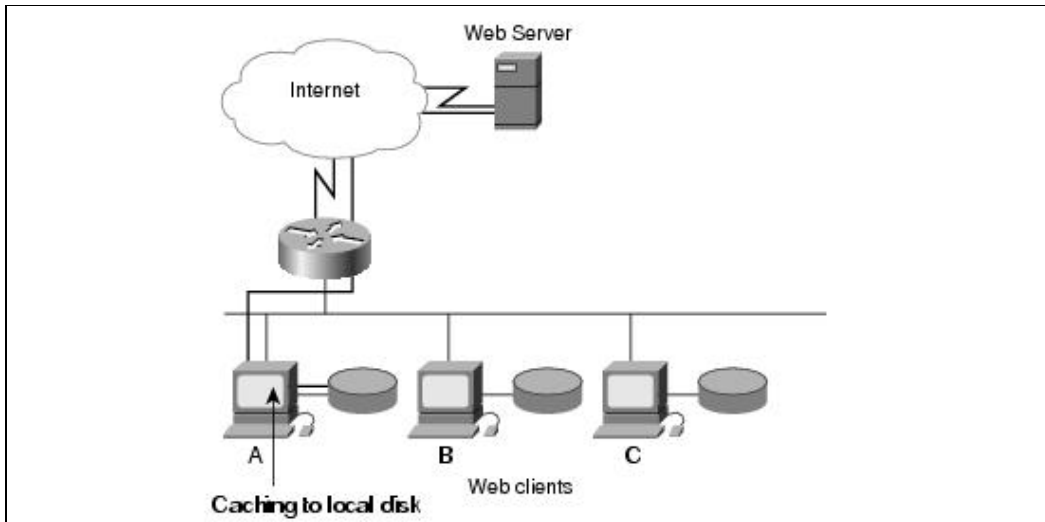 Web Server
Internet
A
B
C
Web clients
Caching to local disk